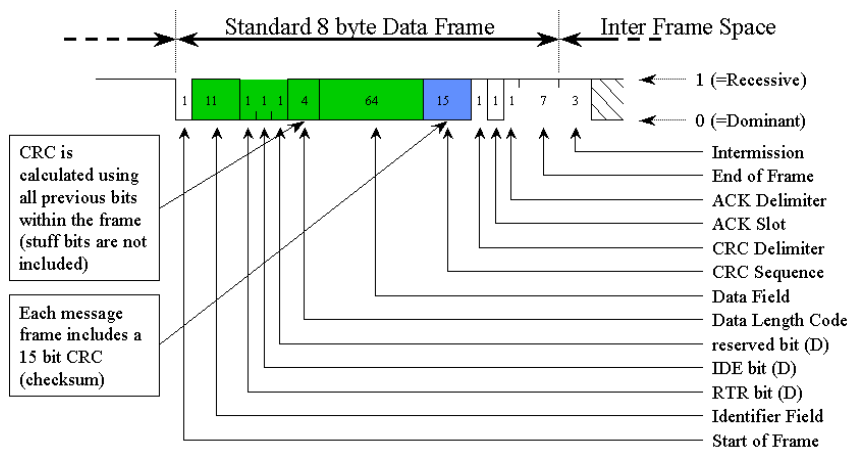 Standard 8 byte Data Frame
Inter Frame Space
1 (=Recessive)
1 11 1 1 1 4 64 15 1 1 1 7 3
0 (=Dominant)
CRC is
calculated using
all previous bits
within the frame
(stuff bits are not
included)
Each message
frame includes a
15 bit CRC
(checksum)
Intermission
End of Frame
ACK Delimiter
ACK Slot
CRC Delimiter
CRC Sequence
Data Field
Data Length Code
reserved bit (D)
IDE bit (D)
RTR bit (D)
Identifier Field
Start of Frame